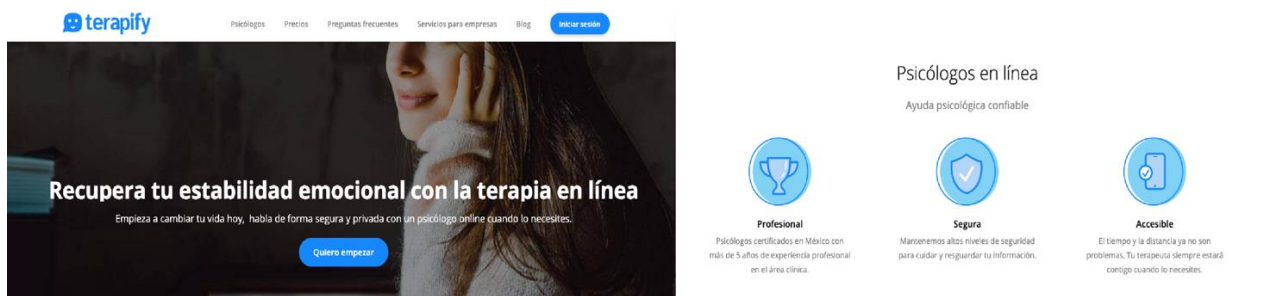 terapify
Psicólogos Precios Preguntas frecuentes Servicios para empresas Blog Iniciar sesión
Recupera tu estabilidad emocional con la terapia en línea
Empieza a cambiar tu vida hoy, habla de forma segura y privada con un psicólogo online cuando lo necesites.
Quiero empezar
Psicólogos en línea
Ayuda psicológica confiable
Profesional
Psicólogos certificados en México con
más de 5 años de experiencia profesional
en el área clínica.
Segura
Mantenemos altos niveles de seguridad
para cuidar y resguardar tu información.
Accesible
El tiempo y la distancia ya no son
problemas. Tu terapeuta siempre estará
contigo cuando lo necesites.